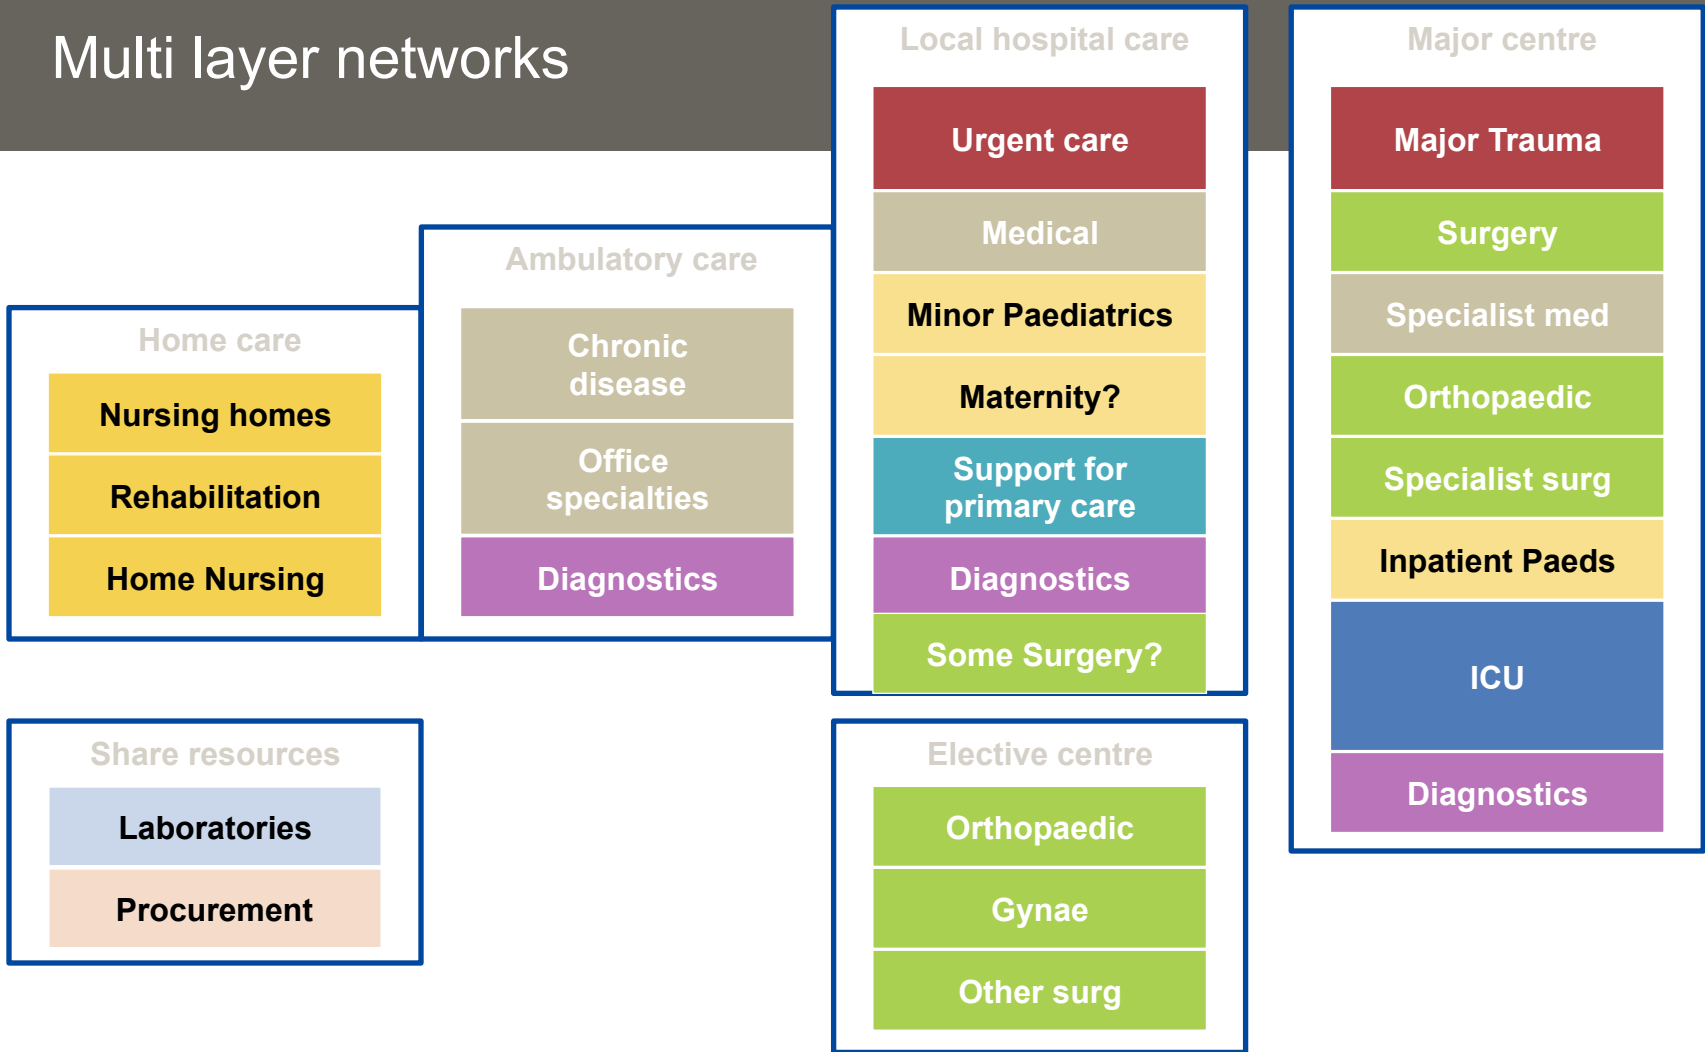 Multi layer networks
Home care
Nursing homes
Rehabilitation
Home Nursing
Ambulatory care
Chronic
disease
Office
specialties
Diagnostics
Local hospital care
Urgent care
Medical
Minor Paediatrics
Maternity?
Support for
primary care
Diagnostics
Some Surgery?
Major centre
Major Trauma
Surgery
Specialist med
Orthopaedic
Specialist surg
Inpatient Paeds
ICU
Diagnostics
Share resources
Laboratories
Procurement
Elective centre
Orthopaedic
Gynae
Other surg